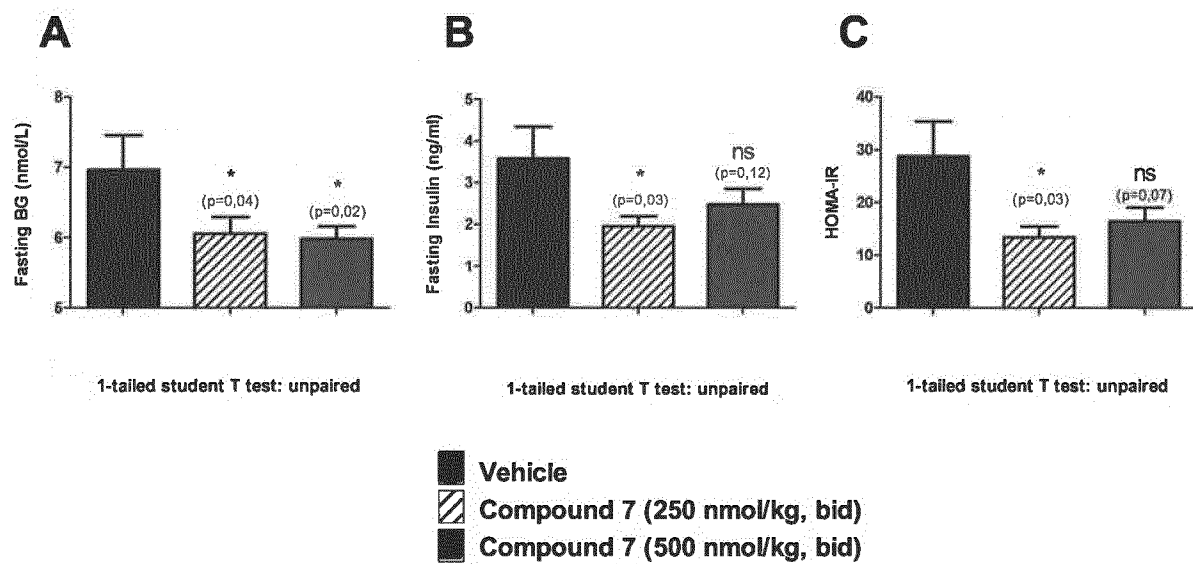 A
B
C
Fasting BG (nmol/L)
8
7
6
5
*
(p=0,04)
*
(p=0,02)
1-tailed student T test: unpaired
Fasting Insulin (ng/ml)
5
4
3
2
1
0
*
(p=0,03)
ns
(p=0,12)
1-tailed student T test: unpaired
HOMA-IR
40
30
20
10
0
*
(p=0,03)
ns
(p=0,07)
1-tailed student T test: unpaired
Vehicle
Compound 7 (250 nmol/kg, bid)
Compound 7 (500 nmol/kg, bid)